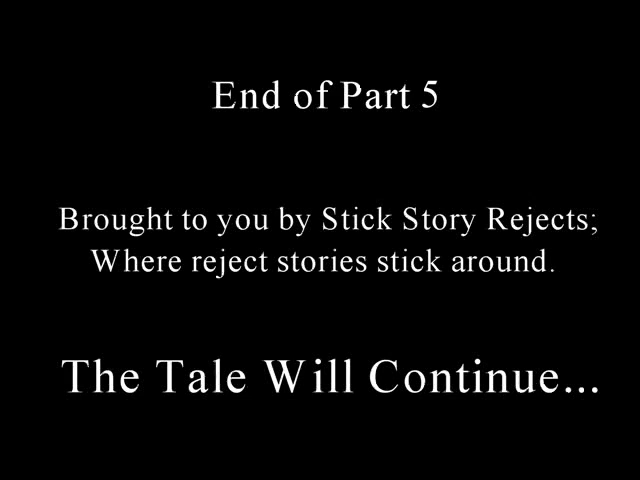 End of Part 5
Brought to you by Stick Story Rejects;
Where reject stories stick around.
The Tale Will Continue...